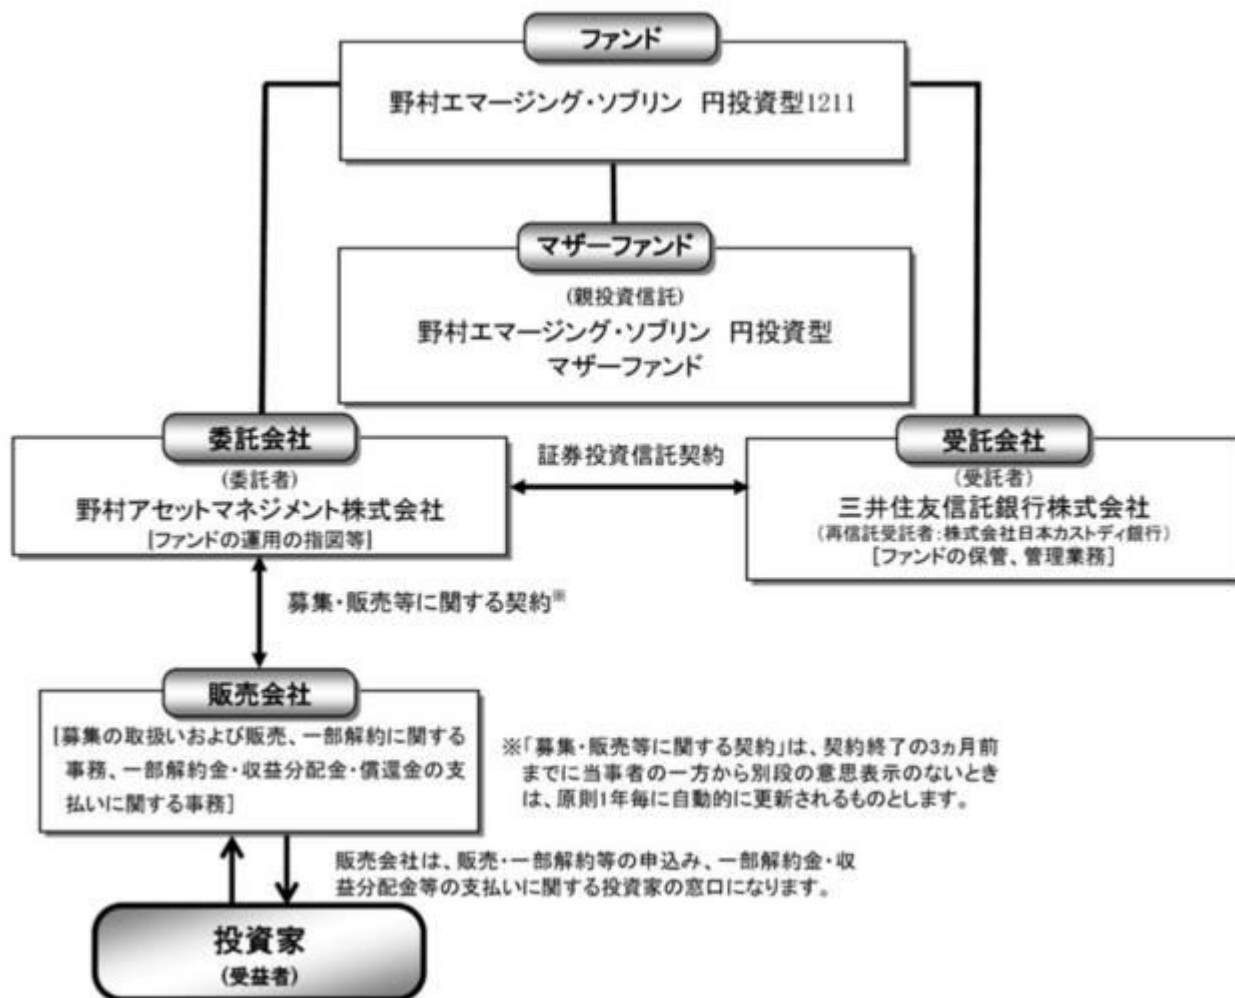 ファンド
野村エマージング・ソブリン 円投資型1211
マザーファンド
(親投資信託)
野村エマージング・ソブリン 円投資型
マザーファンド
委託会社
(委託者)
野村アセットマネジメント株式会社
[ファンドの運用の指図等]
証券投資信託契約
受託会社
(受託者)
三井住友信託銀行株式会社
(再信託受託者:株式会社日本カストディ銀行)
[ファンドの保管、管理業務]
募集・販売等に関する契約※
販売会社
[募集の取扱いおよび販売、一部解約に関する
事務、一部解約金・収益分配金・償還金の支
払いに関する事務]
※「募集・販売等に関する契約」は、契約終了の3ヵ月前
までに当事者の一方から別段の意思表示のないとき
は、原則1年毎に自動的に更新されるものとします。
販売会社は、販売・一部解約等の申込み、一部解約金・収
益分配金等の支払いに関する投資家の窓口になります。
投資家
(受益者)